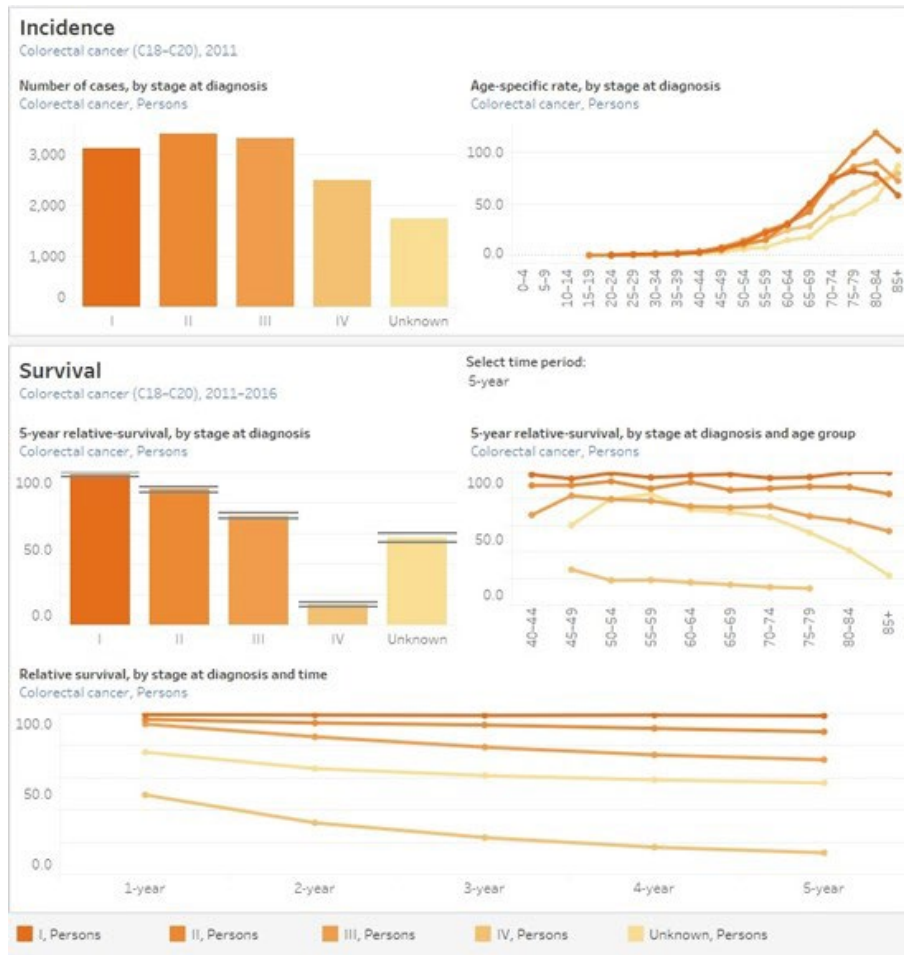 Incidence
Colorectal cancer (C18–C20), 2011
Number of cases, by stage at diagnosis
Colorectal cancer, Persons
3,000
2,000
1,000
0
I
II
III
IV
Unknown
Age-specific rate, by stage at diagnosis
Colorectal cancer, Persons
100.0
50.0
0.0
0–4
5–9
10–14
15–19
20–24
25–29
30–34
35–39
40–44
45–49
50–54
55–59
60–64
65–69
70–74
75–79
80–84
85+
Survival
Colorectal cancer (C18–C20), 2011–2016
Select time period:
5-year
5-year relative-survival, by stage at diagnosis
Colorectal cancer, Persons
100.0
50.0
0.0
I
II
III
IV
Unknown
5-year relative-survival, by stage at diagnosis and age group
Colorectal cancer, Persons
100.0
50.0
0.0
40–44
45–49
50–54
55–59
60–64
65–69
70–74
75–79
80–84
85+
Relative survival, by stage at diagnosis and time
Colorectal cancer, Persons
100.0
50.0
0.0
1-year
2-year
3-year
4-year
5-year
I, Persons
II, Persons
III, Persons
IV, Persons
Unknown, Persons